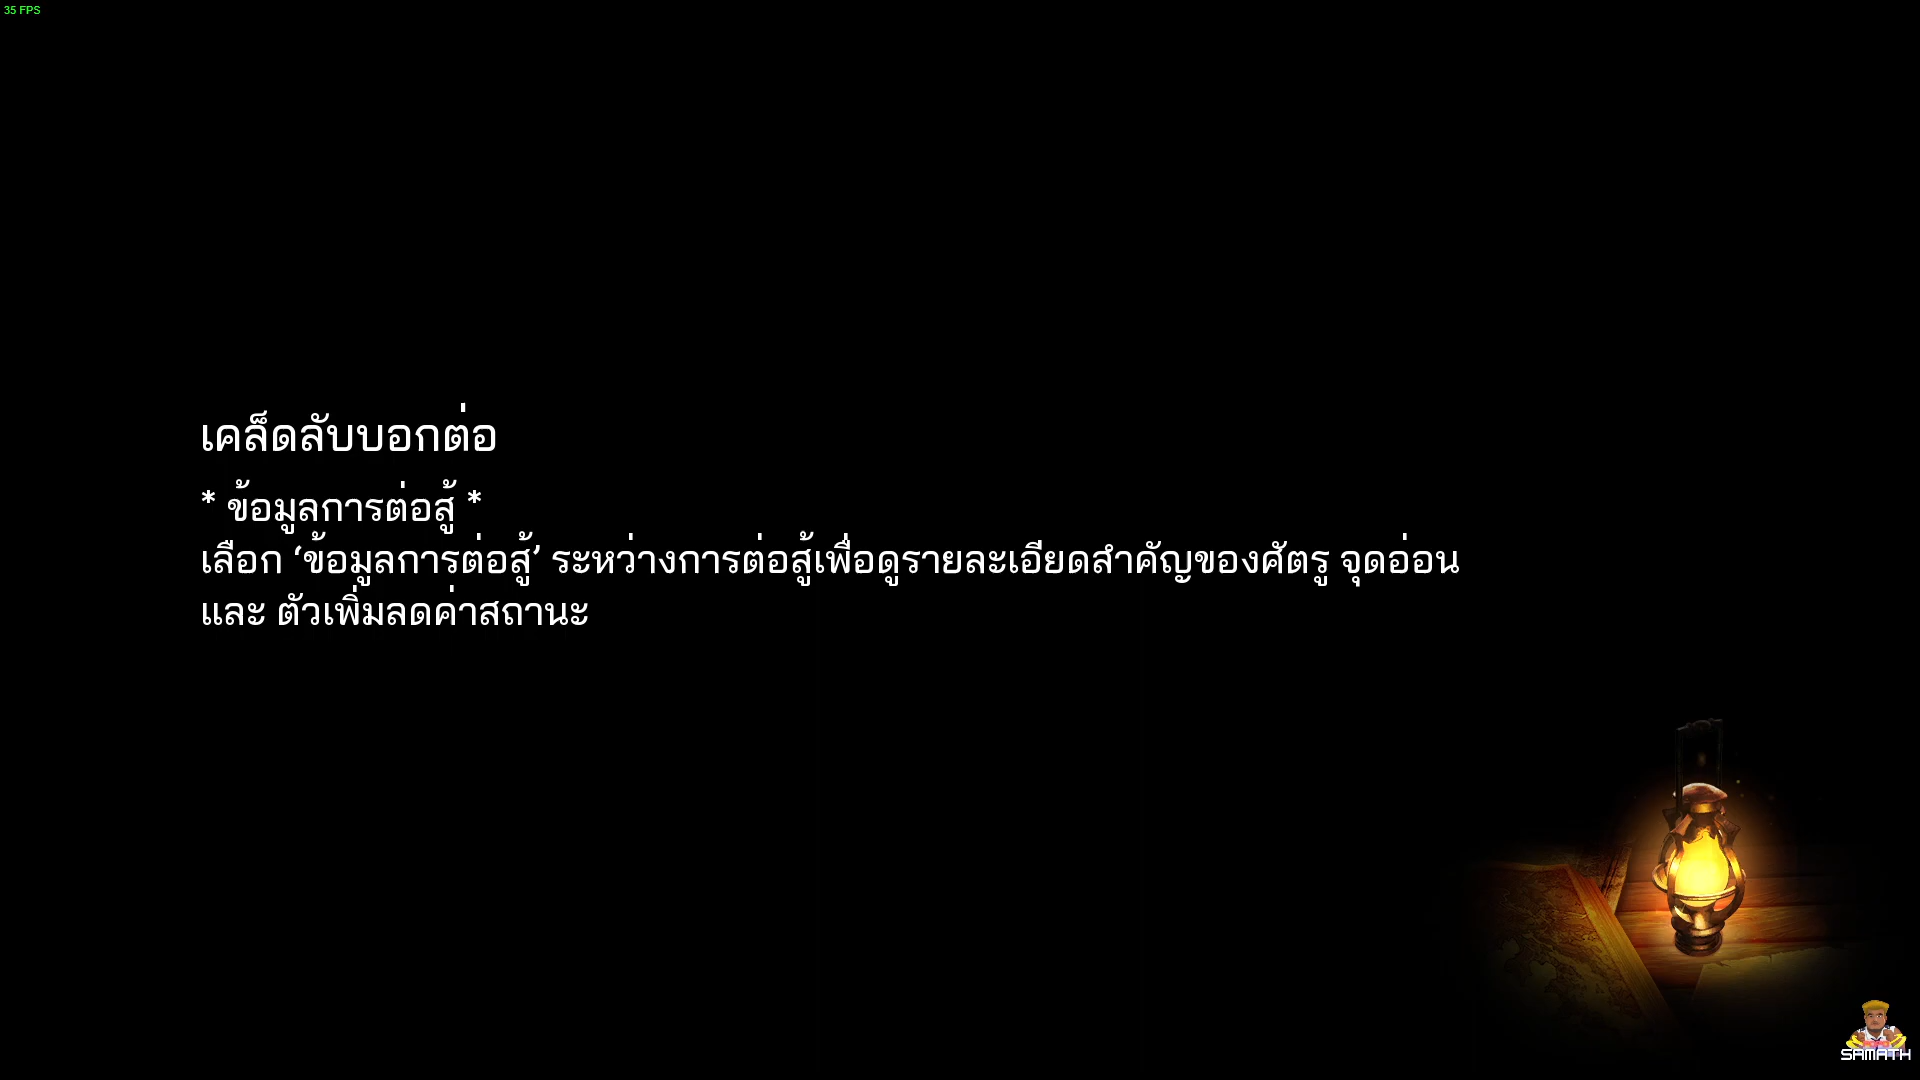 35 FPS
เคล็ดลับบอกต่อ
* ข้อมูลการต่อสู้ *
เลือก ‘ข้อมูลการต่อสู้’ ระหว่างการต่อสู้เพื่อดูรายละเอียดสำคัญของศัตรู จุดอ่อน
และ ตัวเพิ่มลดค่าสถานะ
SAMATH